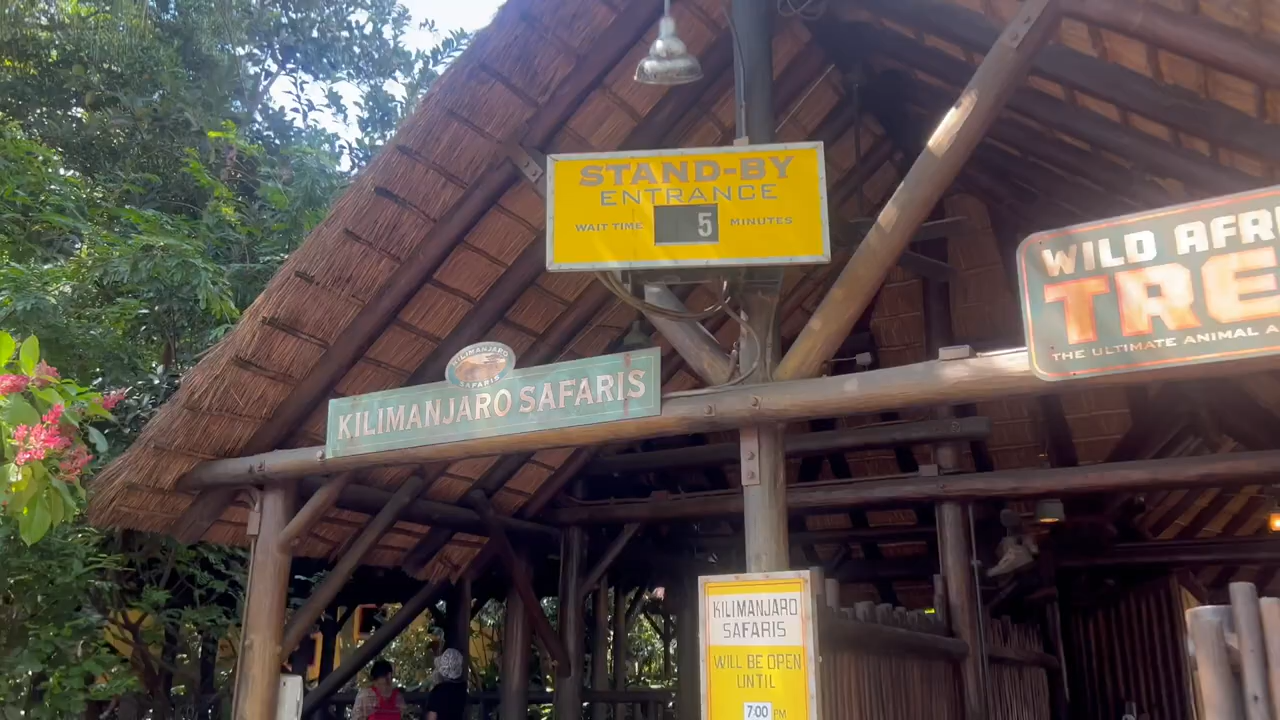 STAND-BY
ENTRANCE
WAIT TIME 5 MINUTES
KILIMANJARO
SAFARIS
KILIMANJARO SAFARIS
WILD AFR
TRE
THE ULTIMATE ANIMAL A
KILIMANJARO
SAFARIS
WILL BE OPEN
UNTIL
7:00 PM